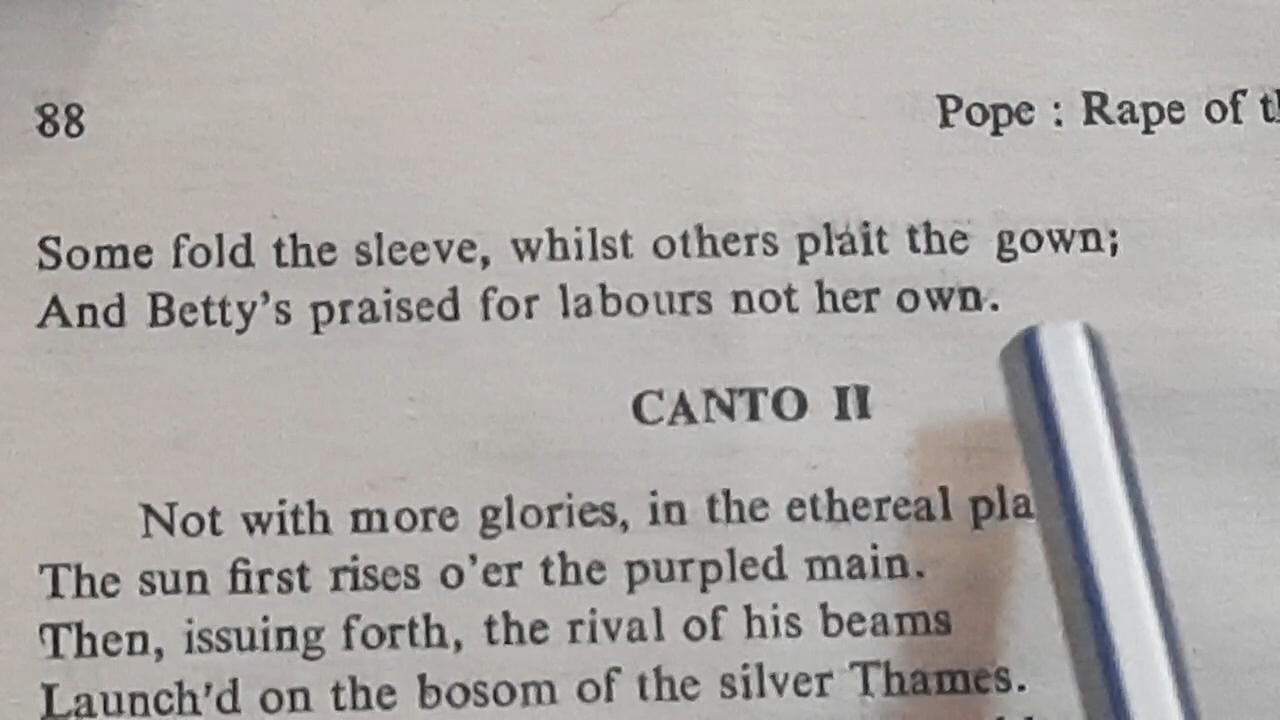 88 Pope : Rape of
Some fold the sleeve, whilst others plait the gown;
And Betty's praised for labours not her own.
CANTO II
Not with more glories, in the ethereal
The sun first rises o'er the purpled main.
Then, issuing forth, the rival of his beams
Launch'd on the bosom of the silver Thames.